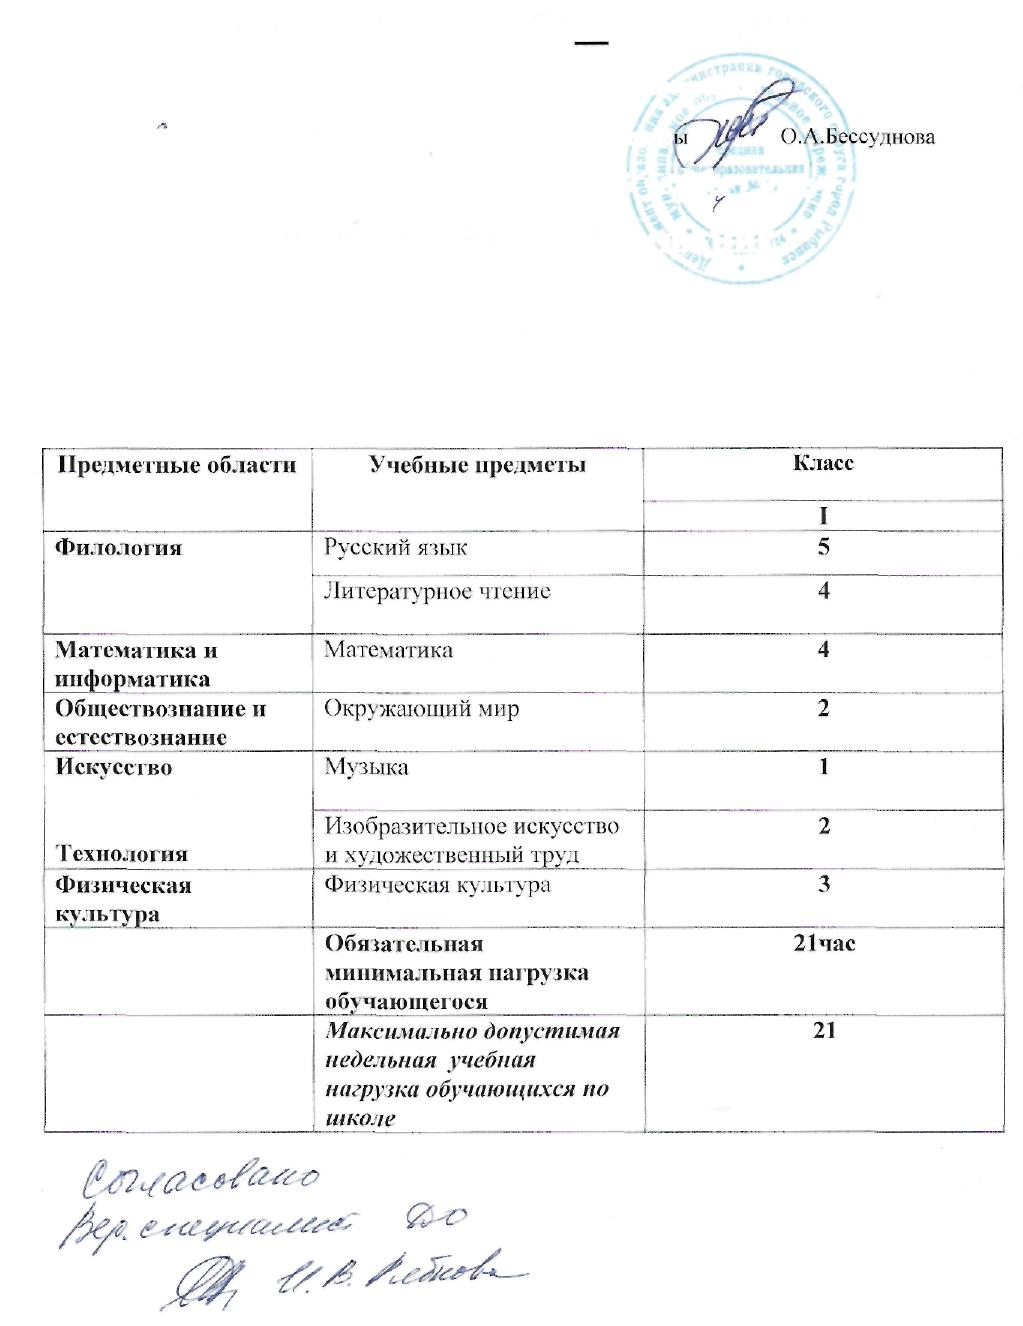 ы О.А.Бессуднова
Предметные области Учебные предметы Класс
I
Филология Русский язык 5
Литературное чтение 4
Математика и Математика 4
информатика
Обществознание и Окружающий мир 2
естествознание
Искусство Музыка 1
Изобразительное искусство 2
Технология и художественный труд
Физическая Физическая культура 3
культура
Обязательная 21час
минимальная нагрузка
обучающегося
Максимально допустимая 21
недельная учебная
нагрузка обучающихся по
школе
Согласовано
Вер. специалист ДО
И.В.